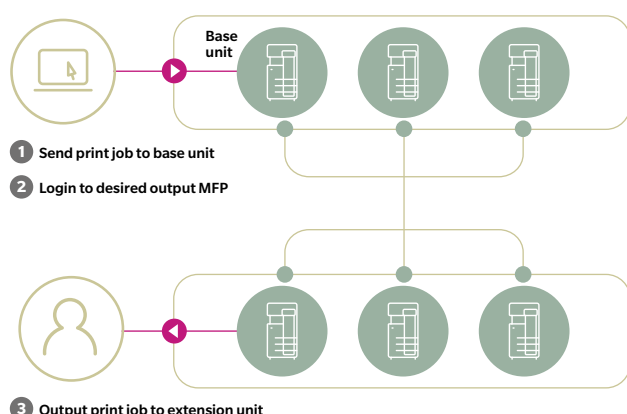 Base
unit
1 Send print job to base unit
2 Login to desired output MFP
3 Output print job to extension unit